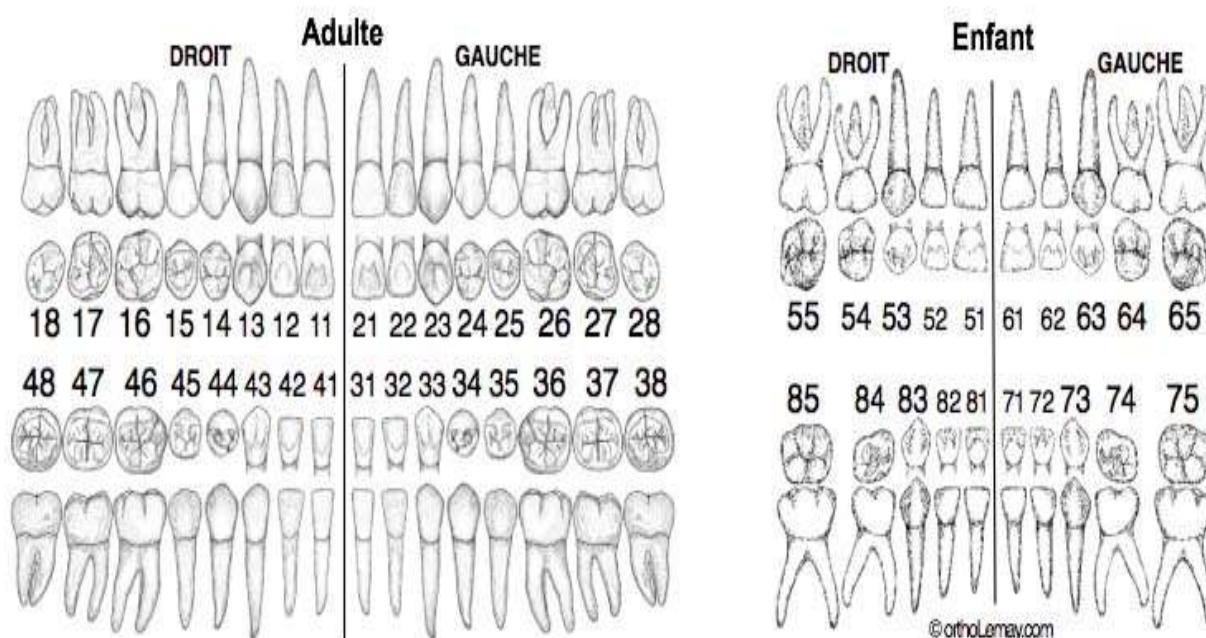 Adulte
DROIT GAUCHE
18 17 16 15 14 13 12 11 21 22 23 24 25 26 27 28
48 47 46 45 44 43 42 41 31 32 33 34 35 36 37 38
Enfant
DROIT GAUCHE
55 54 53 52 51 61 62 63 64 65
85 84 83 82 81 71 72 73 74 75
© orthoLemay.com